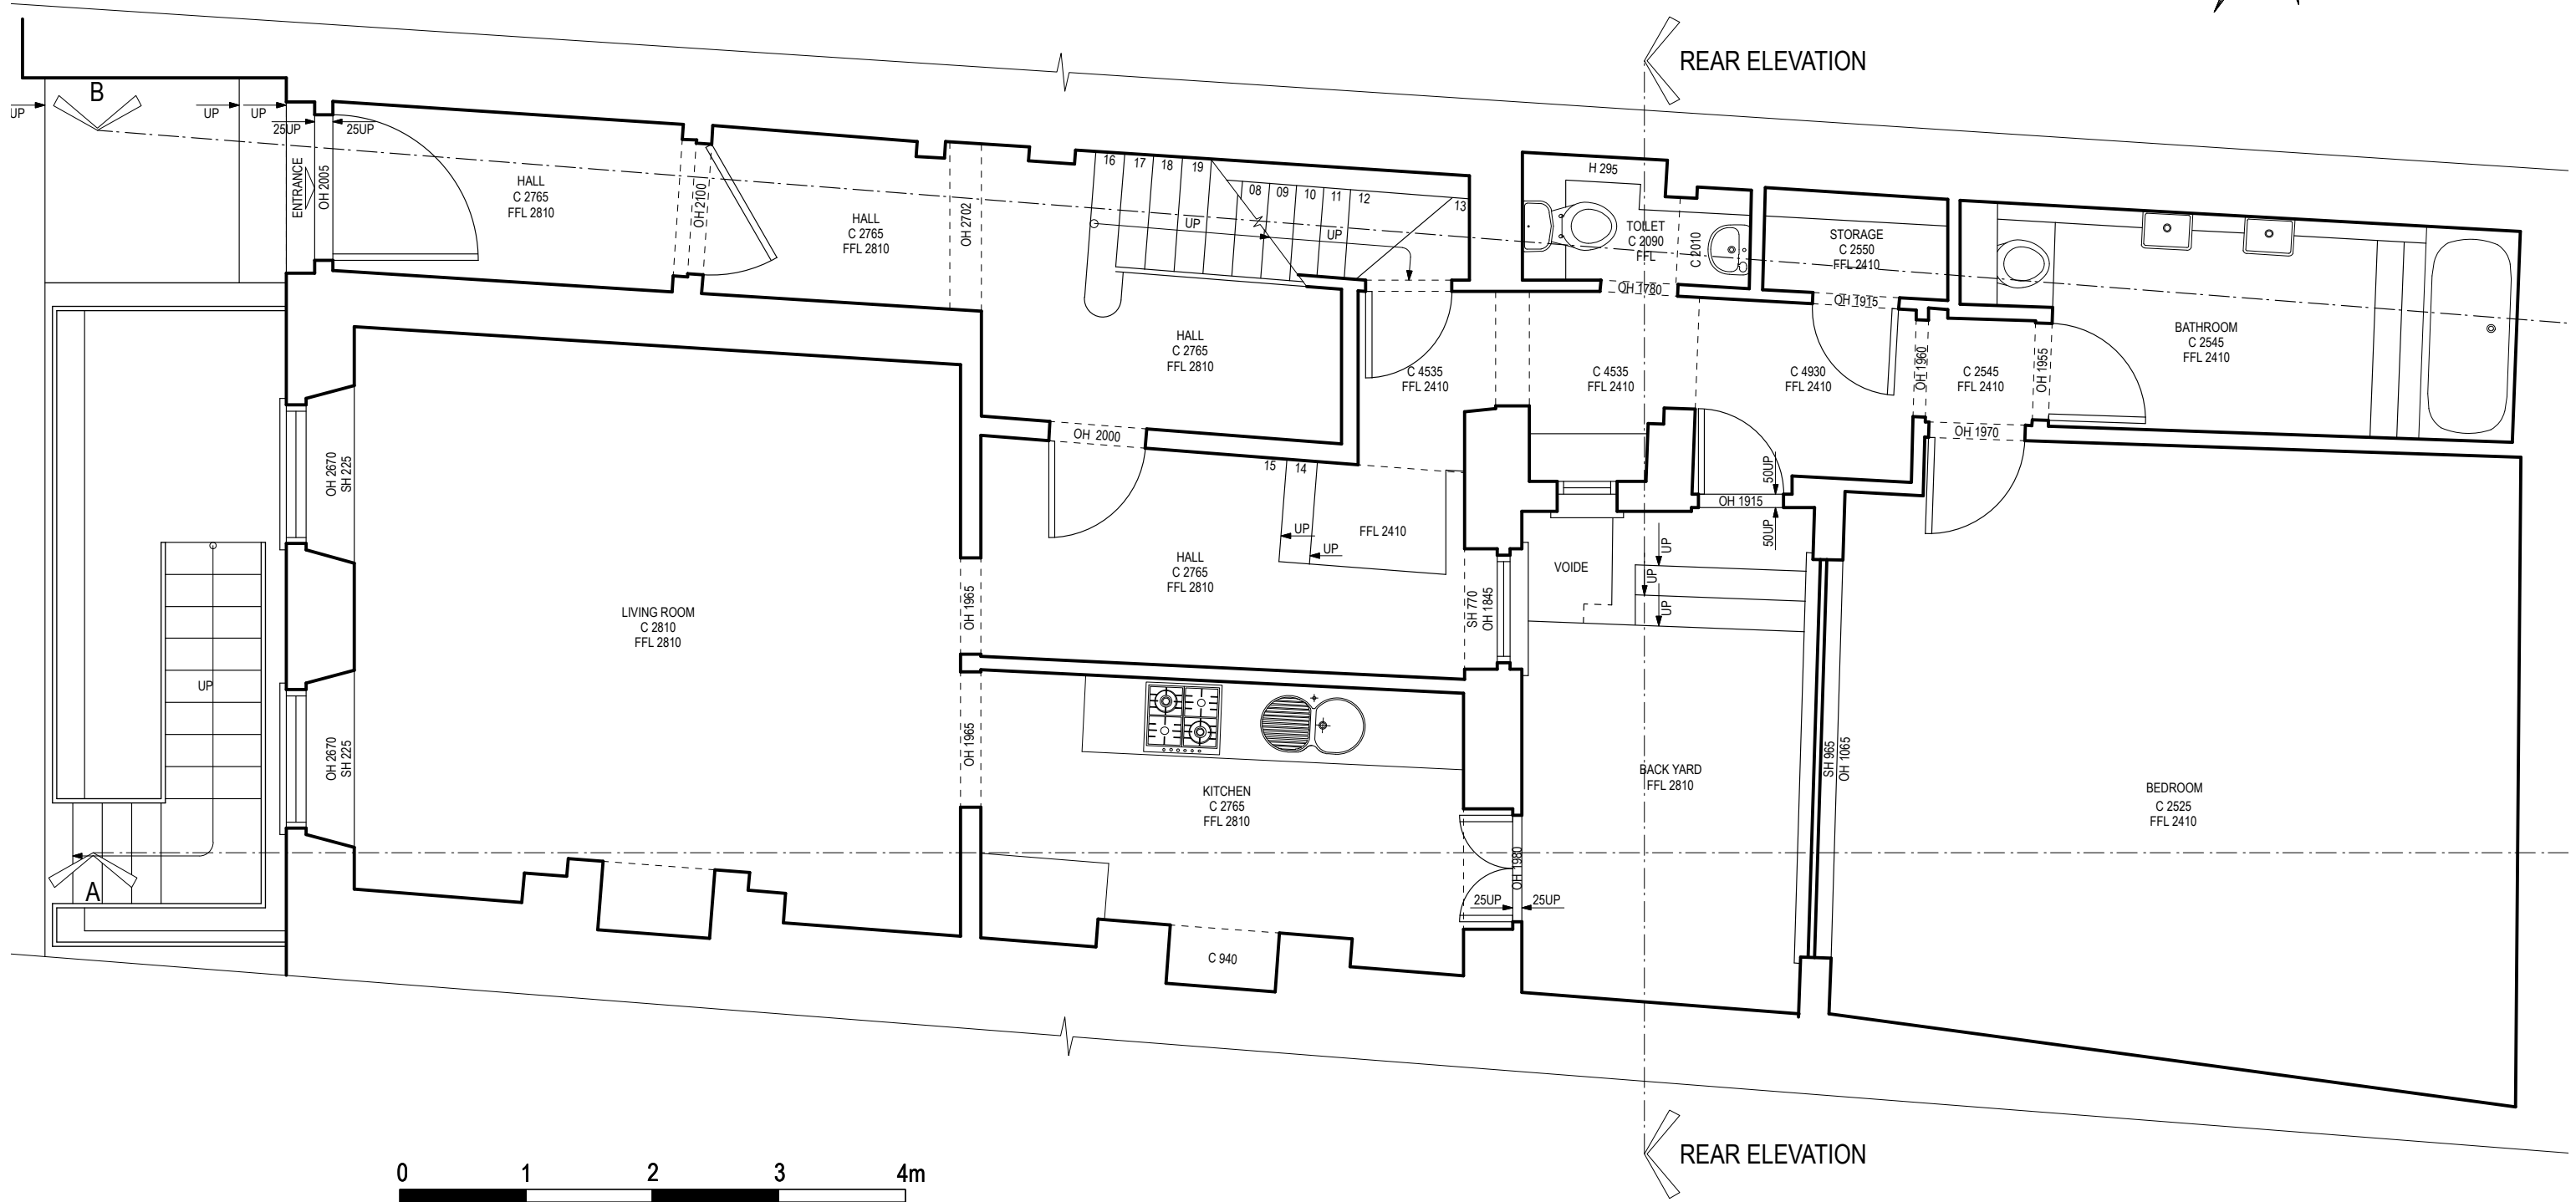 REAR ELEVATION
B
UP
UP
UP
25UP
25UP
ENTRANCE
OH 2005
HALL
C 2765
FFL 2810
OH 2100
HALL
C 2765
FFL 2810
OH 2702
16
17
18
19
08
09
10
11
12
13
UP
UP
H 295
TOILET
C 2090
FFL
C 2010
OH 1780
STORAGE
C 2550
FFL 2410
OH 1915
BATHROOM
C 2545
FFL 2410
HALL
C 2765
FFL 2810
C 4535
FFL 2410
C 4535
FFL 2410
C 4930
FFL 2410
OH 1960
C 2545
FFL 2410
OH 1955
OH 1970
OH 2000
OH 2670
SH 225
15
14
UP
UP
FFL 2410
50UP
OH 1915
50UP
HALL
C 2765
FFL 2810
OH 1965
SH 770
OH 1845
VOIDE
UP
UP
UP
LIVING ROOM
C 2810
FFL 2810
UP
OH 2670
SH 225
OH 1965
KITCHEN
C 2765
FFL 2810
BACK YARD
FFL 2810
SH 965
OH 1065
BEDROOM
C 2525
FFL 2410
OH 1980
25UP
25UP
A
C 940
REAR ELEVATION
0 1 2 3 4m